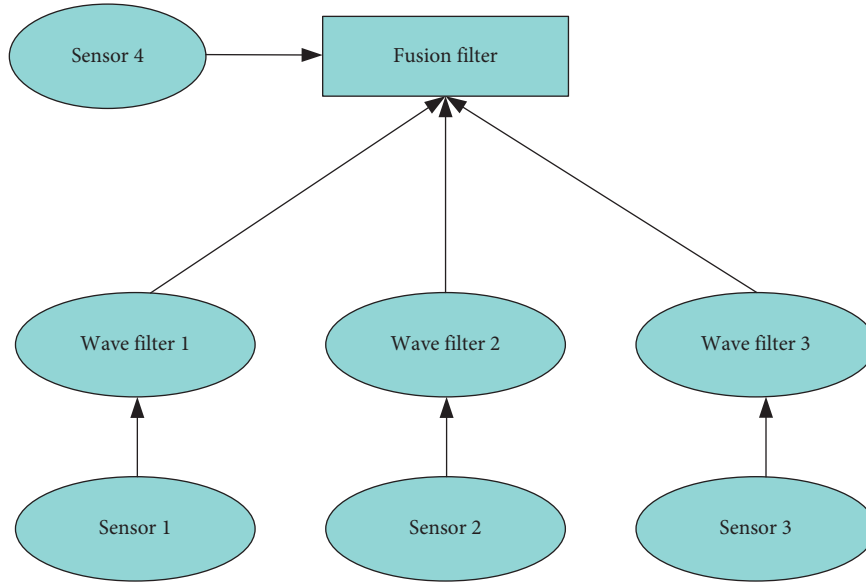 Sensor 4
Fusion filter
Wave filter 1
Wave filter 2
Wave filter 3
Sensor 1
Sensor 2
Sensor 3